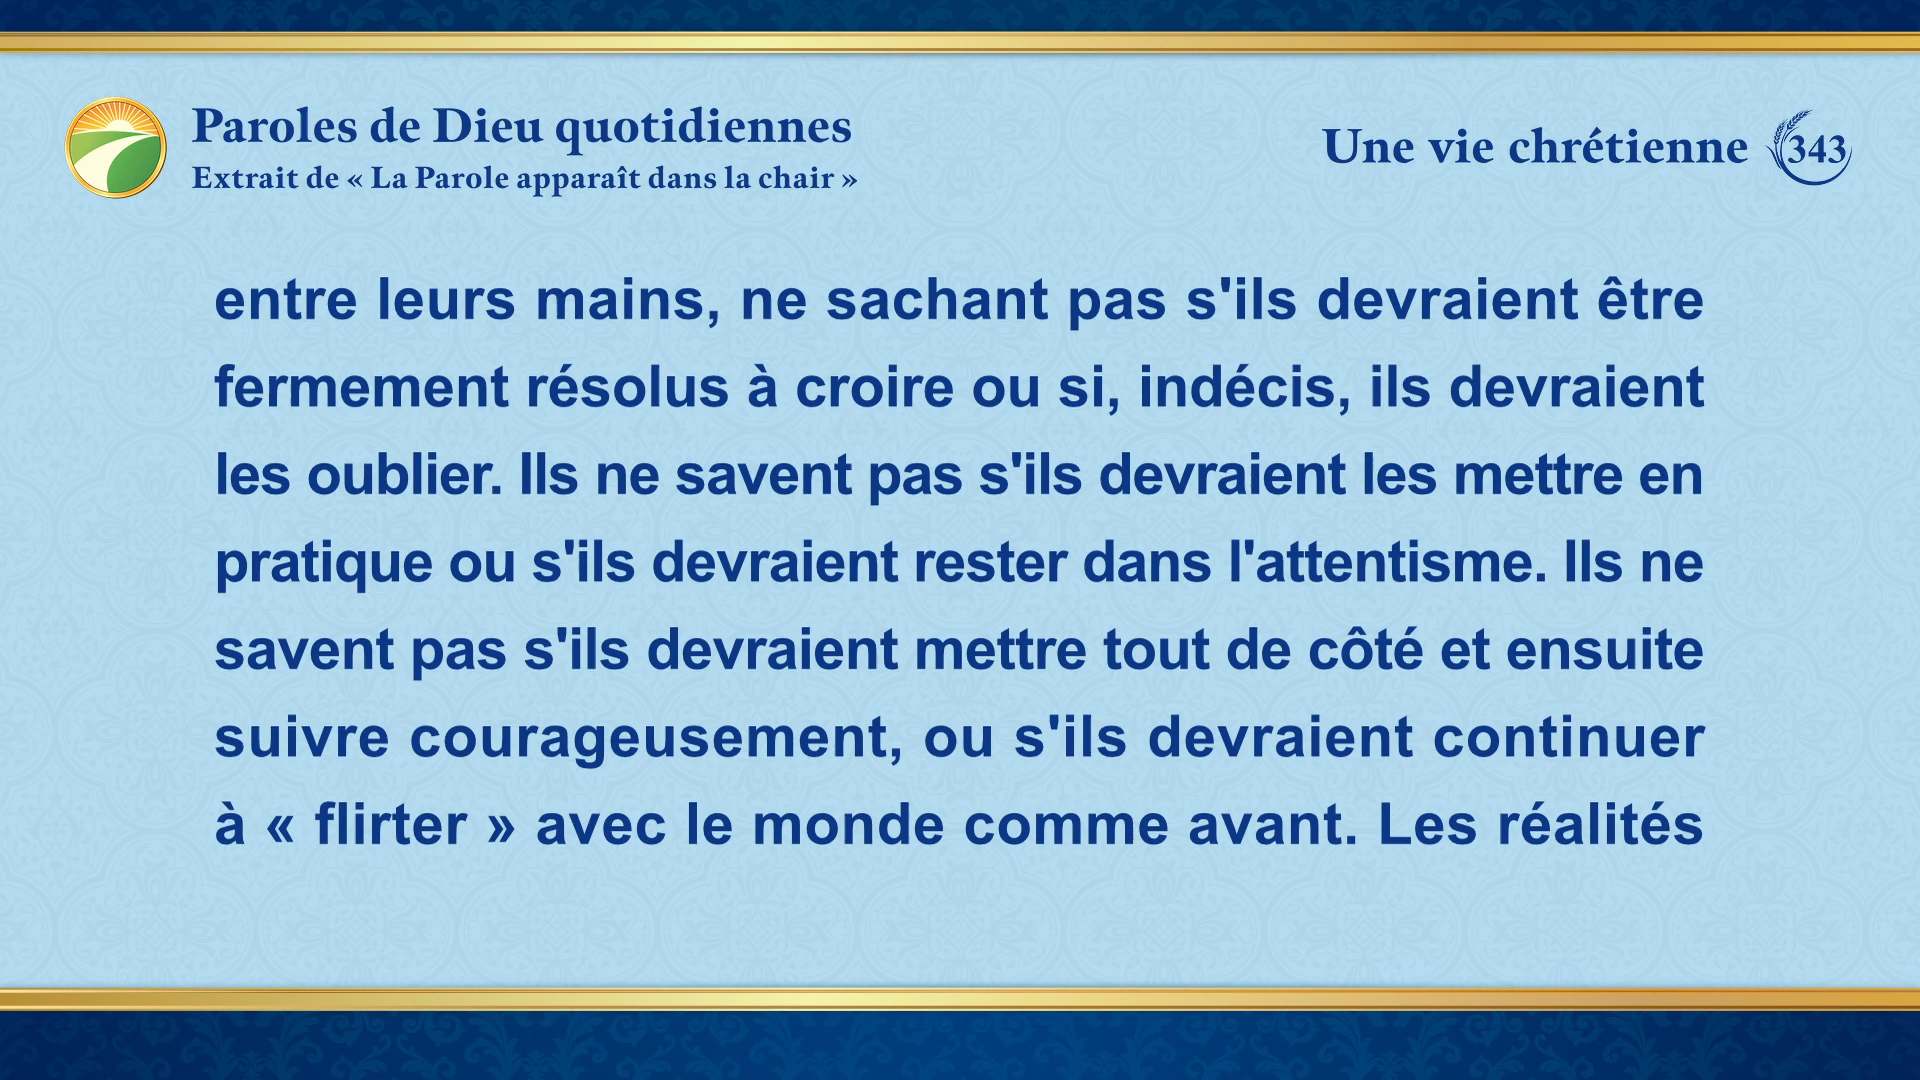 Paroles de Dieu quotidiennes
Extrait de « La Parole apparaît dans la chair »
Une vie chrétienne 343
entre leurs mains, ne sachant pas s'ils devraient être
fermement résolus à croire ou si, indécis, ils devraient
les oublier. Ils ne savent pas s'ils devraient les mettre en
pratique ou s'ils devraient rester dans l'attentisme. Ils ne
savent pas s'ils devraient mettre tout de côté et ensuite
suivre courageusement, ou s'ils devraient continuer
à « flirter » avec le monde comme avant. Les réalités